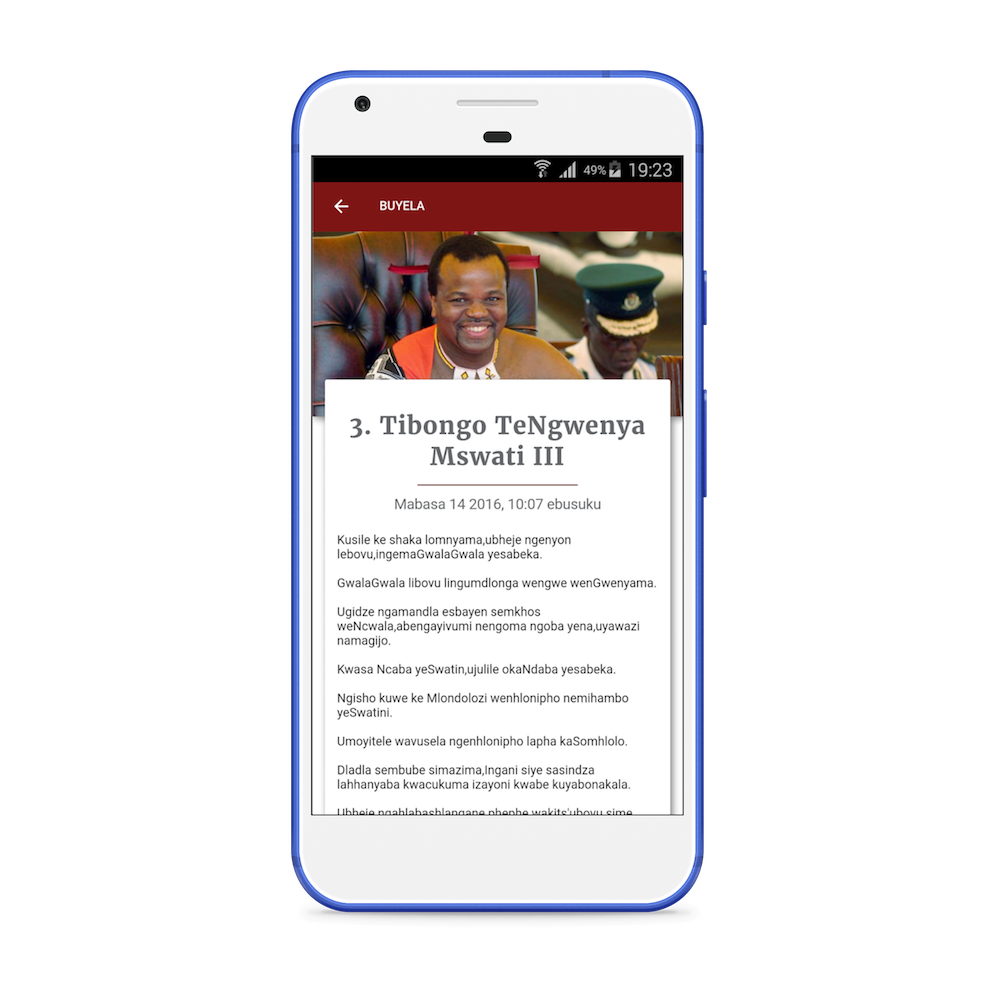 49% 19:23
BUYELA
3. Tibongo TeNgwenya
Mswati III
Mabasa 14 2016, 10:07 ebusuku
Kusile ke shaka lomnyama,ubheje ngenyon
lebovu,ingemaGwalaGwala yesabeka.
GwalaGwala libovu lingumdlonga wengwe wenGwenyama.
Ugidze ngamandla esbayen semkhos
weNcwala,abengayivumi nengoma ngoba yena,uyawazi
namagijo.
Kwasa Ncaba yeSwatin,ujulile okaNdaba yesabeka.
Ngisho kuwe ke Mlondolozi wenhlonipho nemihambo
yeSwatini.
Umoyitele wavusela ngenhlonipho lapha kaSomhlolo.
Dladla sembube simazima,Ingani siye sasindza
lahhanyaba kwacukuma izayoni kwabe kuyabonakala.